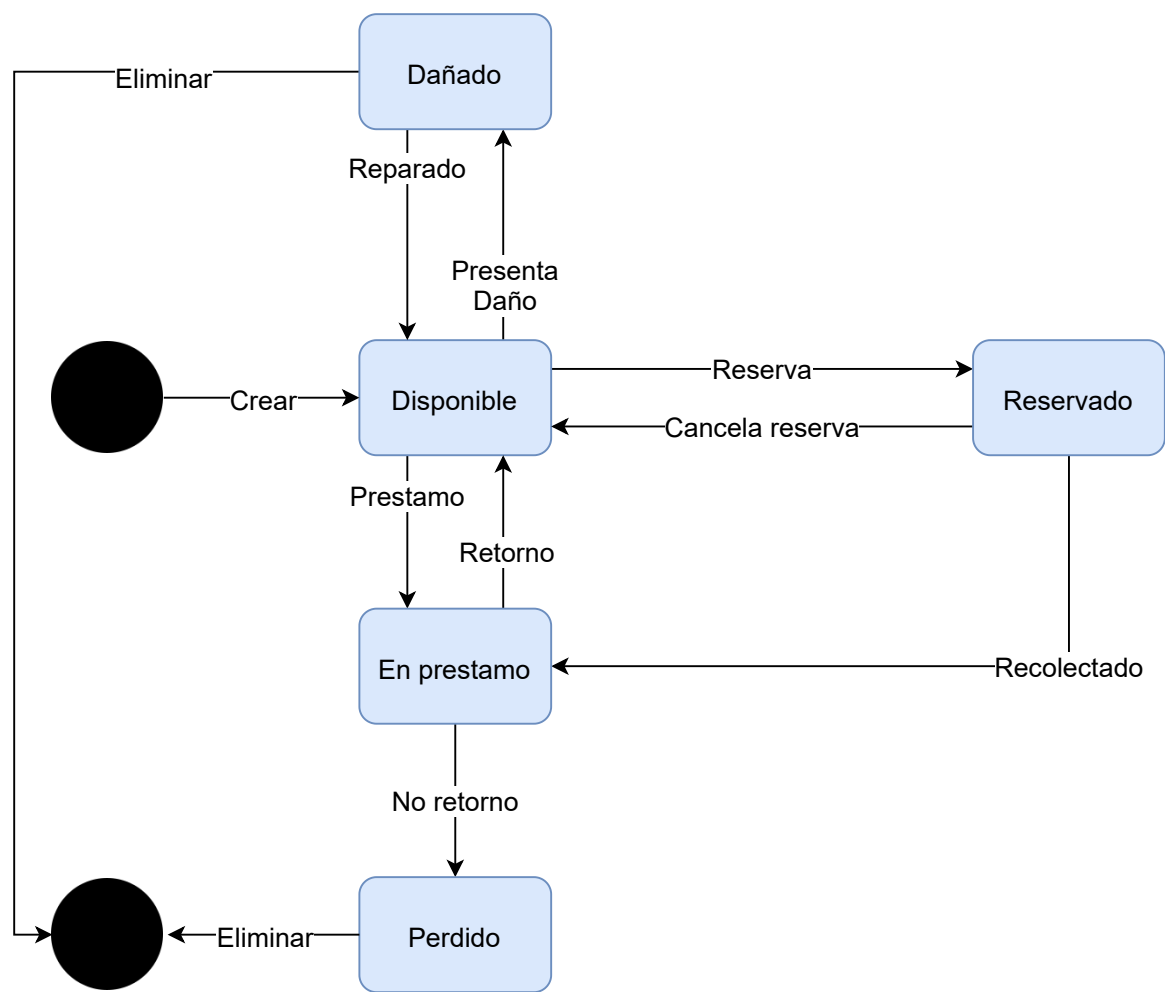 Dañado
Eliminar
Reparado
Presenta
Daño
Crear
Disponible
Reserva
Cancela reserva
Reservado
Prestamo
Retorno
En prestamo
Recolectado
No retorno
Eliminar
Perdido